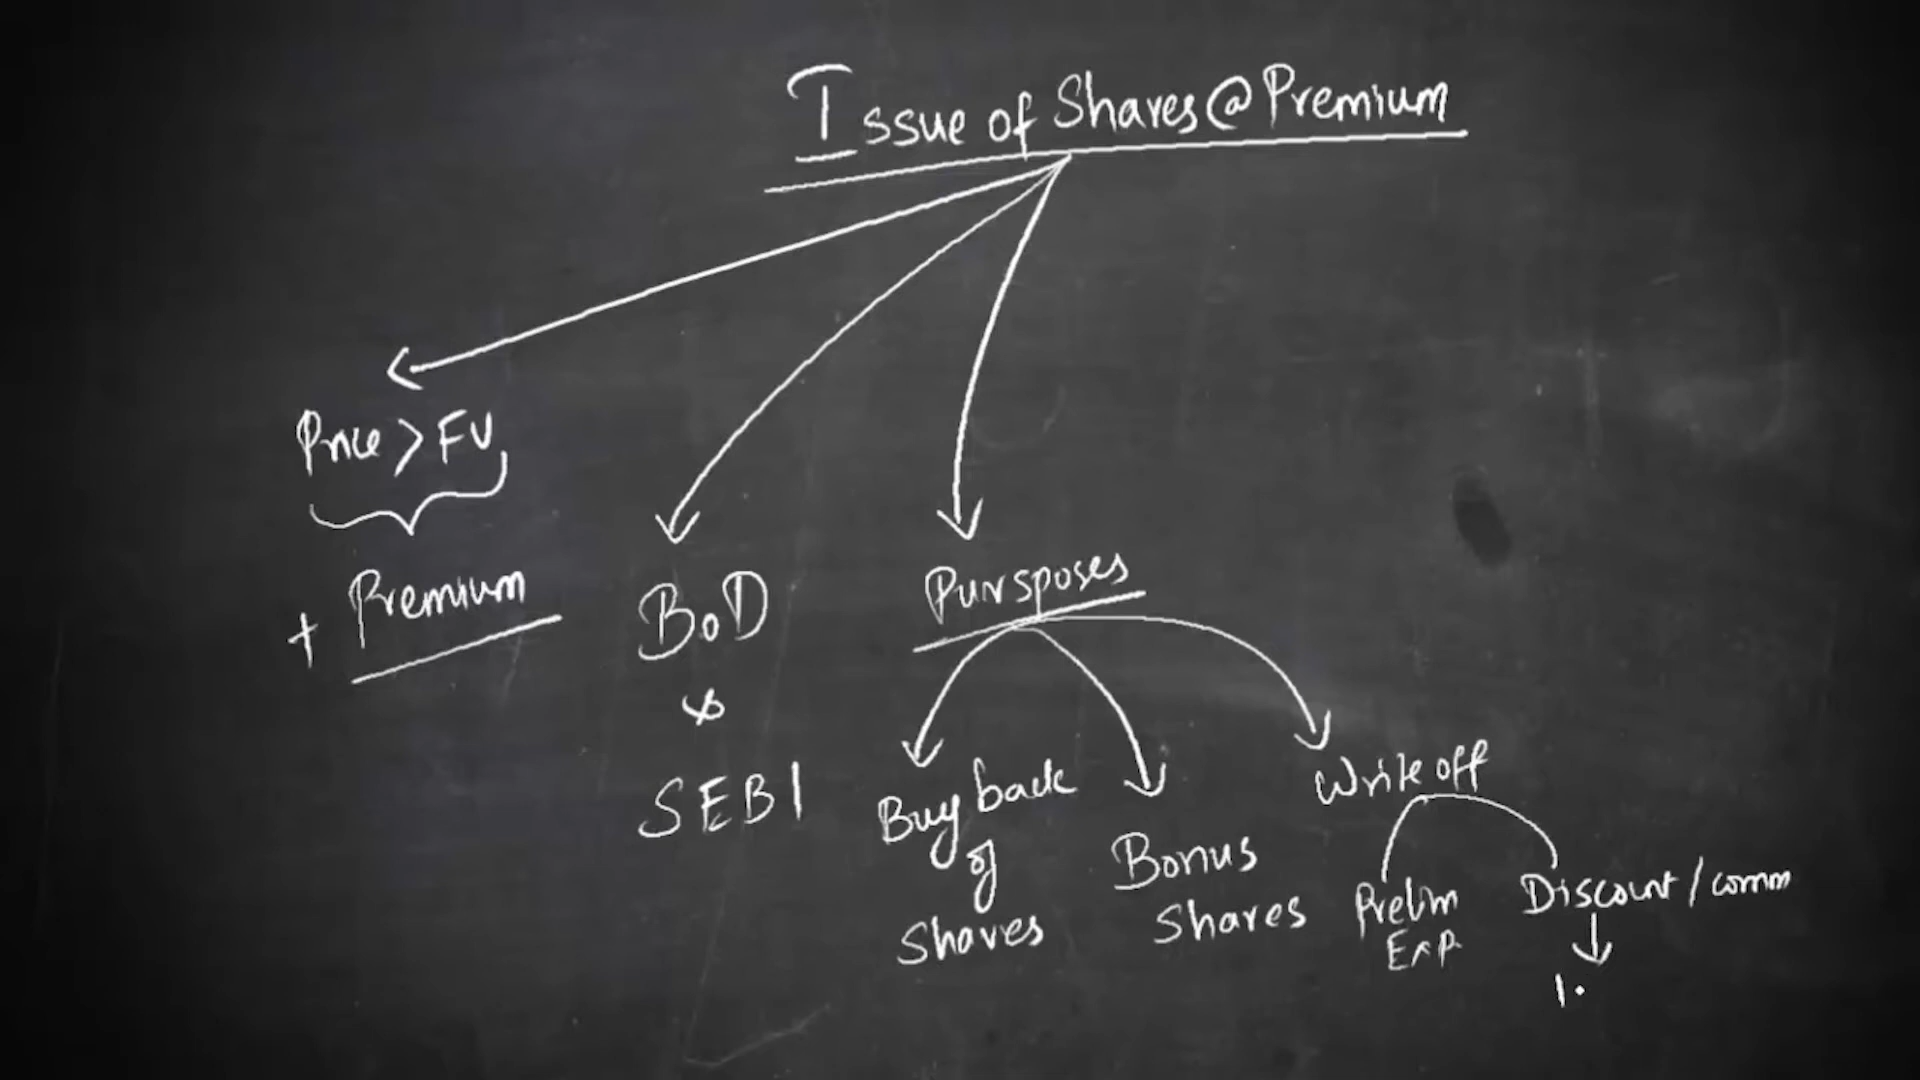 Issue of Shares @ Premium
Price > FV
+ Premium
BoD
&
SEBI
Pursposes
Buy back
of
Shares
Bonus
Shares
Write off
Prelim
Exp.
Discount / comm
1.